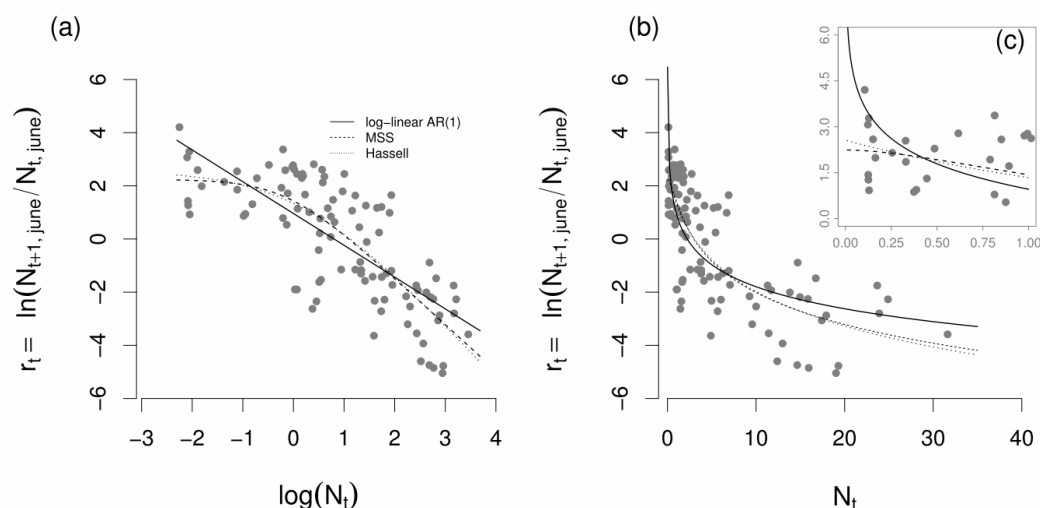 (a)
r_t = ln(N_{t+1, june}/N_{t, june})
6
4
2
0
−2
−4
−6
log−linear AR(1)
MSS
Hassell
−3 −2 −1 0 1 2 3 4
log(N_t)
(b)
r_t = ln(N_{t+1, june}/N_{t, june})
6
4
2
0
−2
−4
−6
0 10 20 30 40
N_t
(c)
6.0
4.5
3.0
1.5
0.0
0.00 0.25 0.50 0.75 1.00